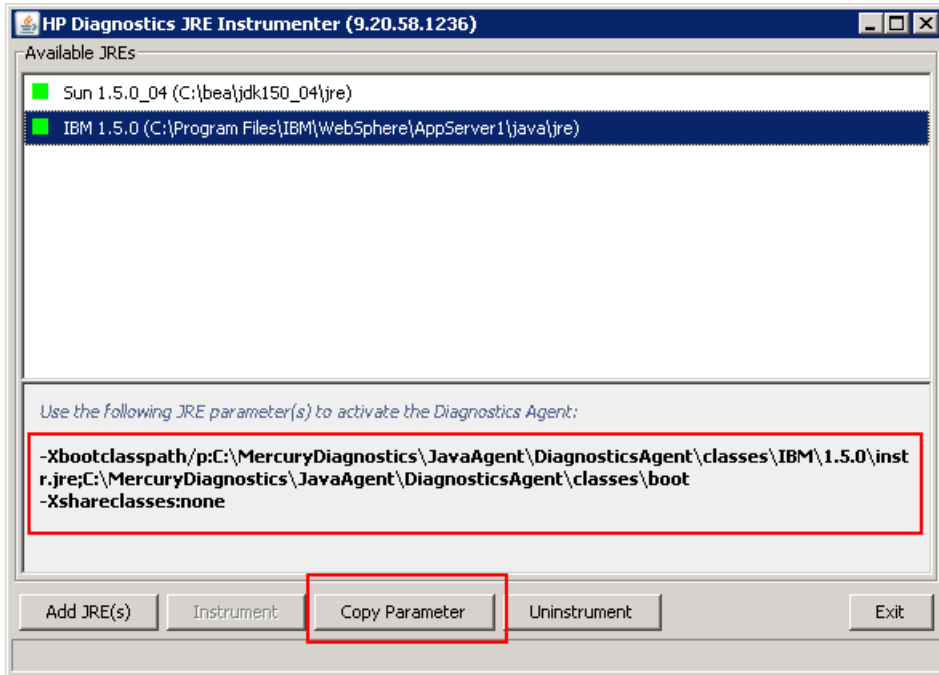 HP Diagnostics JRE Instrumenter (9.20.58.1236)
Available JREs
Sun 1.5.0_04 (C:\bea\jdk150_04\jre)
IBM 1.5.0 (C:\Program Files\IBM\WebSphere\AppServer1\java\jre)
Use the following JRE parameter(s) to activate the Diagnostics Agent:
-Xbootclasspath/p:C:\MercuryDiagnostics\JavaAgent\DiagnosticsAgent\classes\IBM\1.5.0\inst
r.jre;C:\MercuryDiagnostics\JavaAgent\DiagnosticsAgent\classes\boot
-Xshareclasses:none
Add JRE(s) Instrument Copy Parameter Uninstrument Exit